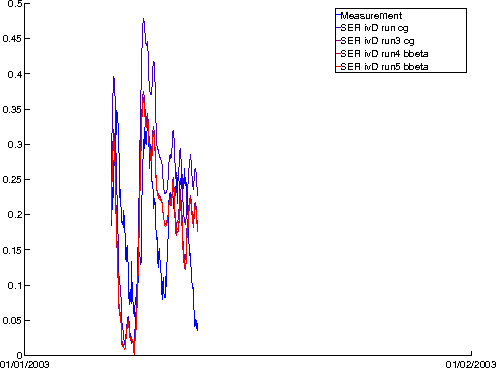 0.5
0.45
0.4
0.35
0.3
0.25
0.2
0.15
0.1
0.05
0
01/01/2003
01/02/2003
Measurement
SER ivD run cg
SER ivD run3 cg
SER ivD run4 bbeta
SER ivD run5 bbeta